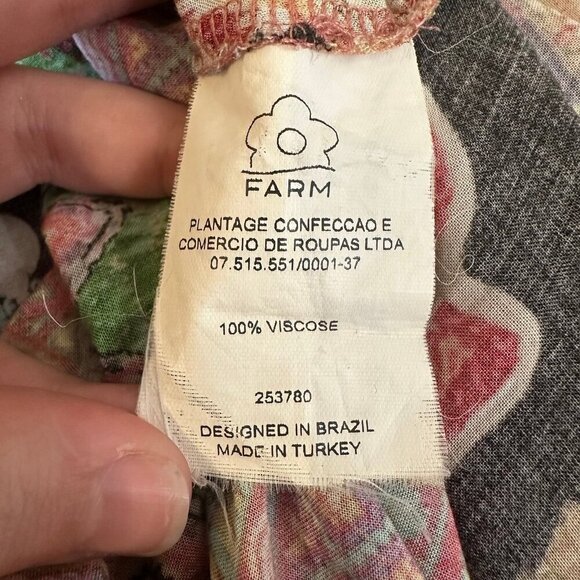 FARM
PLANTAGE CONFECCAO E
COMERCIO DE ROUPAS LTDA
07.515.551/0001-37
100% VISCOSE
253780
DESIGNED IN BRAZIL
MADE IN TURKEY